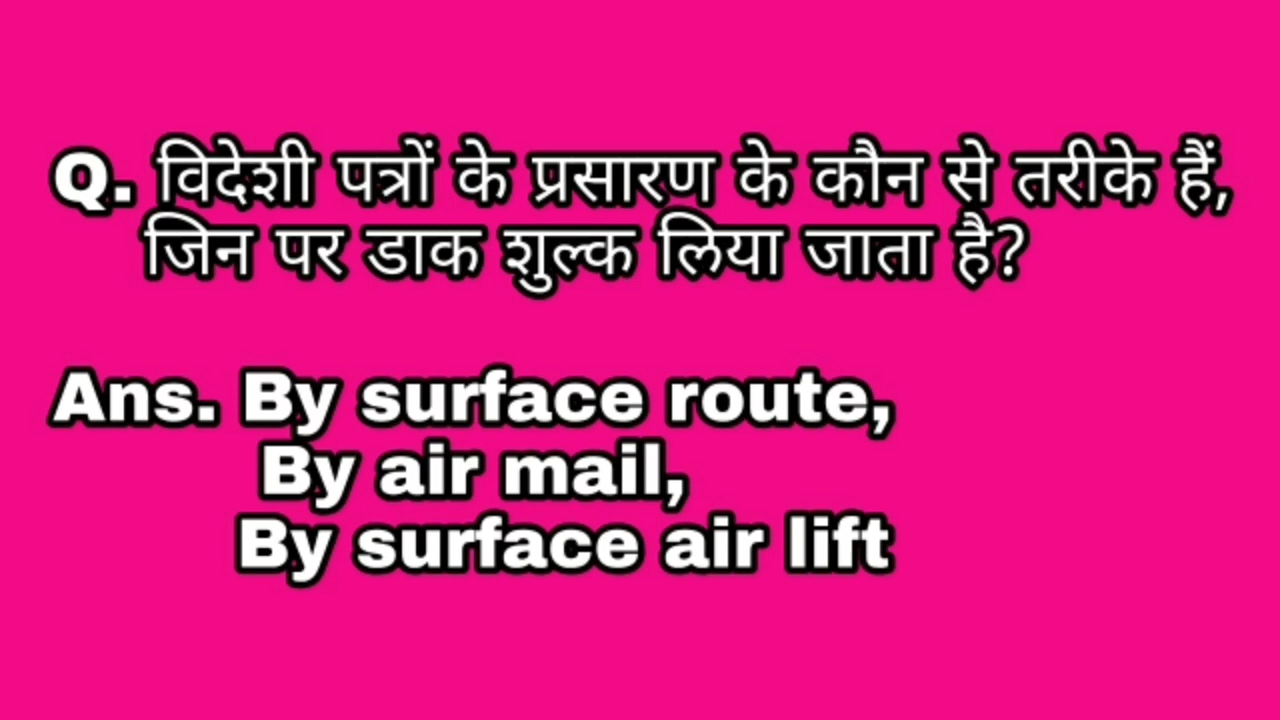 Q. विदेशी पत्रों के प्रसारण के कौन से तरीके हैं,
जिन पर डाक शुल्क लिया जाता है?
Ans. By surface route,
By air mail,
By surface air lift